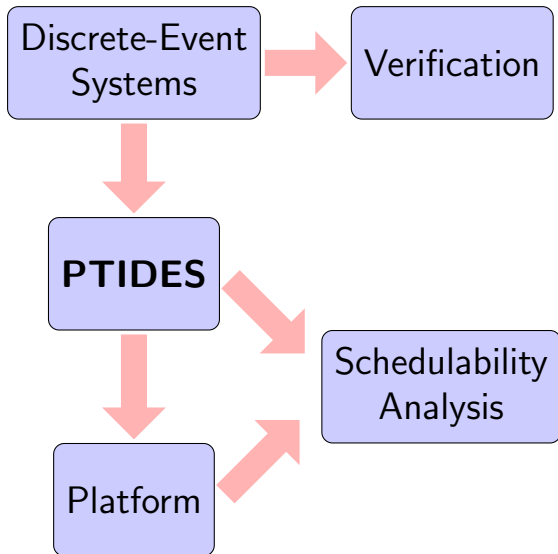 Discrete-Event
Systems
Verification
PTIDES
Schedulability
Analysis
Platform